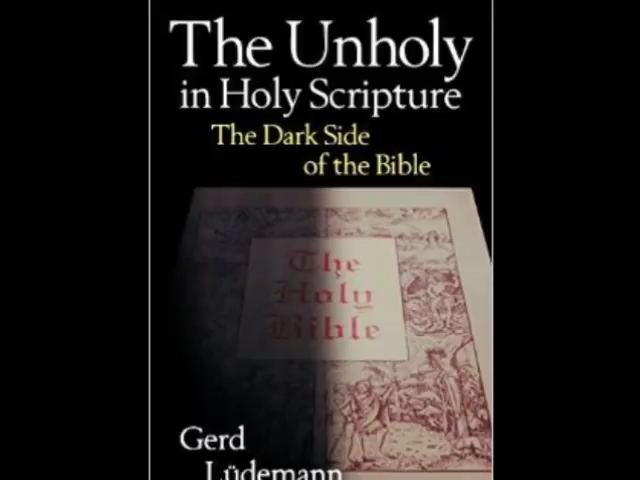 The Unholy
in Holy Scripture
The Dark Side
of the Bible
The
Holy
Bible
Gerd
Lüdemann